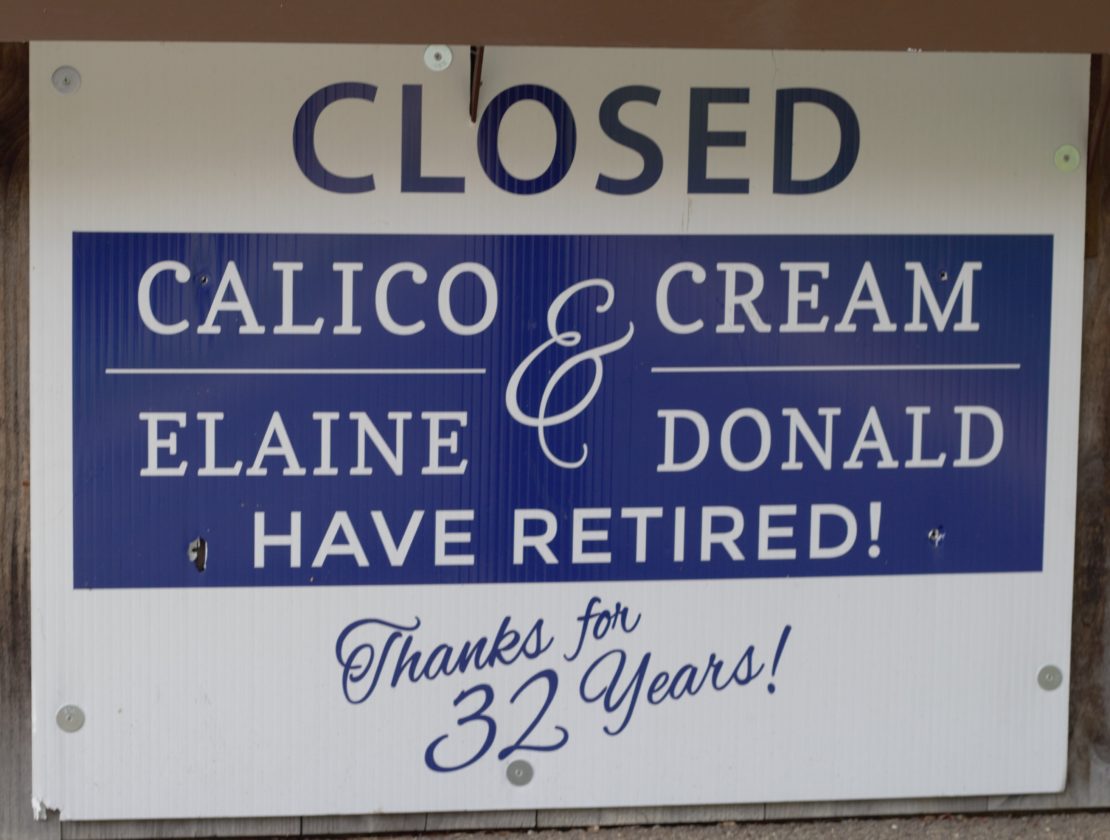 CLOSED
CALICO & CREAM
ELAINE DONALD
HAVE RETIRED!
Thanks for
32 Years!